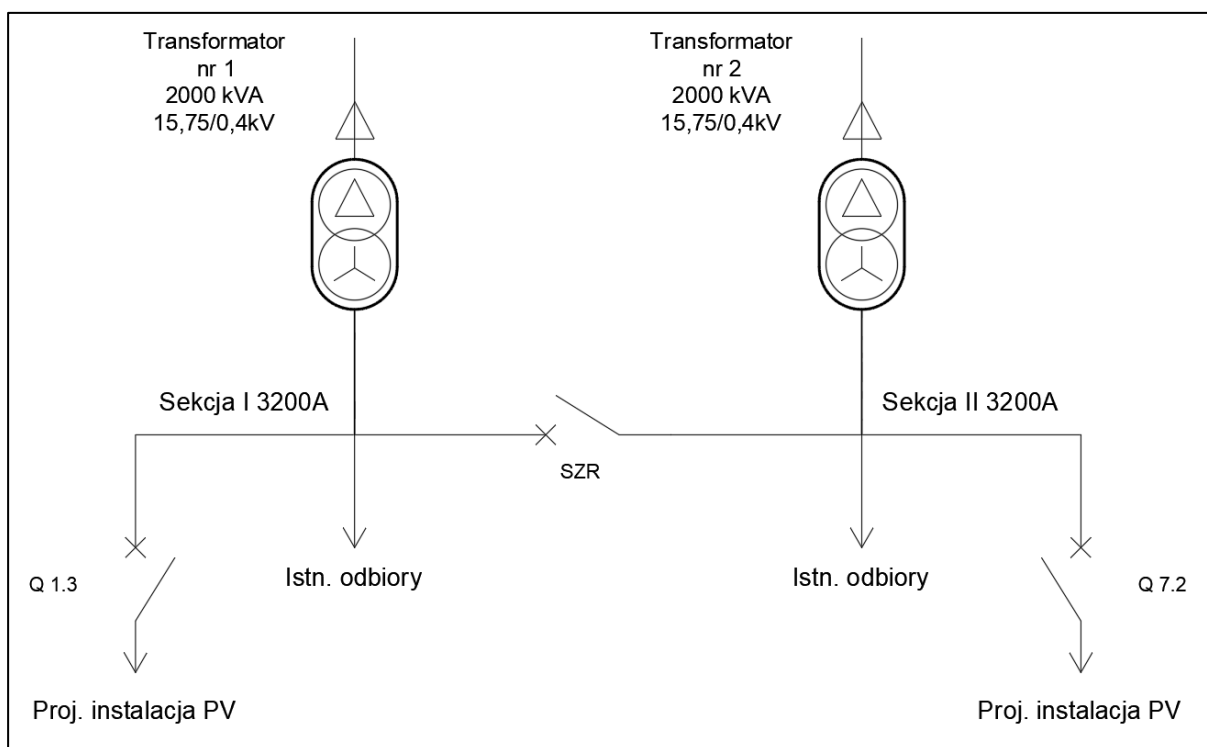 Transformator
nr 1
2000 kVA
15,75/0,4kV
Transformator
nr 2
2000 kVA
15,75/0,4kV
Sekcja I 3200A
Sekcja II 3200A
SZR
Q 1.3
Istn. odbiory
Istn. odbiory
Q 7.2
Proj. instalacja PV
Proj. instalacja PV